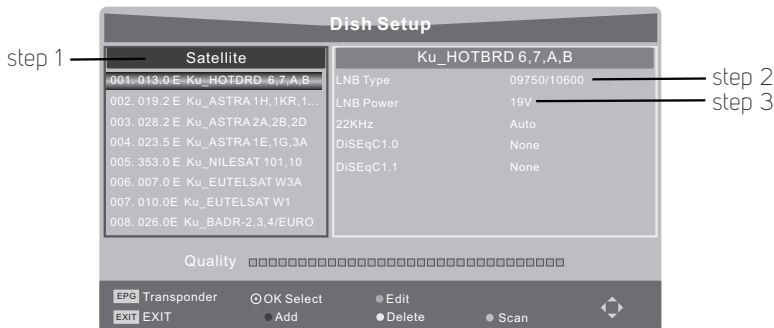 Dish Setup
Satellite
Ku_HOTBRD 6,7,A,B
step 1
001. 013.0 E Ku_HOTDRD 6,7,A,B
002. 019.2 E Ku_ASTRA 1H,1KR,1...
003. 028.2 E Ku_ASTRA 2A,2B,2D
004. 023.5 E Ku_ASTRA 1E,1G,3A
005. 353.0 E Ku_NILESAT 101,10
006. 007.0 E Ku_EUTELSAT W3A
007. 010.0E Ku_EUTELSAT W1
008. 026.0E Ku_BADR-2,3,4/EURO
LNB Type 09750/10600
step 2
LNB Power 19V
step 3
22KHz Auto
DiSEqC1.0 None
DiSEqC1.1 None
Quality
EPG Transponder OK Select Edit
EXIT EXIT Add Delete Scan